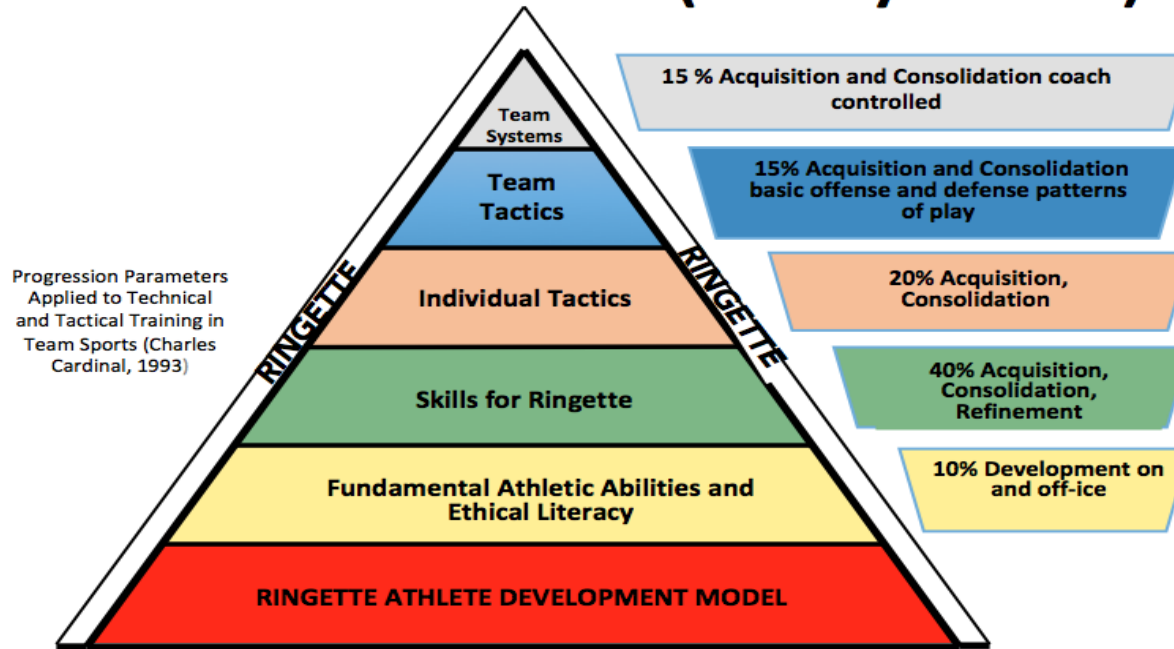 Team
Systems
15 % Acquisition and Consolidation coach
controlled
Team
Tactics
15% Acquisition and Consolidation
basic offense and defense patterns
of play
Progression Parameters
Applied to Technical
and Tactical Training in
Team Sports (Charles
Cardinal, 1993)
RINGETTE
RINGETTE
Individual Tactics
20% Acquisition,
Consolidation
Skills for Ringette
40% Acquisition,
Consolidation,
Refinement
Fundamental Athletic Abilities and
Ethical Literacy
10% Development on
and off-ice
RINGETTE ATHLETE DEVELOPMENT MODEL